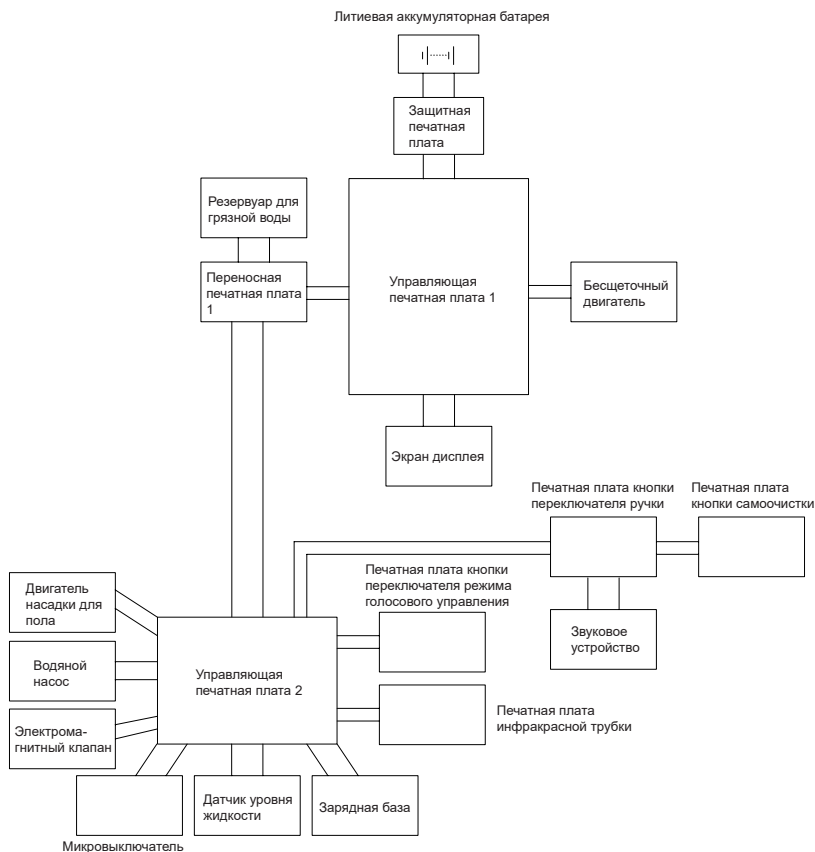 Литиевая аккумуляторная батарея
Защитная
печатная
плата
Резервуар для
грязной воды
Переносная
печатная плата
1
Управляющая
печатная плата 1
Бесщеточный
двигатель
Экран дисплея
Печатная плата кнопки
переключателя ручки
Печатная плата
кнопки самоочистки
Печатная плата кнопки
переключателя режима
голосового управления
Двигатель
насадки для
пола
Звуковое
устройство
Водяной
насос
Управляющая
печатная плата 2
Печатная плата
инфракрасной трубки
Электрома-
гнитный клапан
Датчик уровня
жидкости
Зарядная база
Микровыключатель